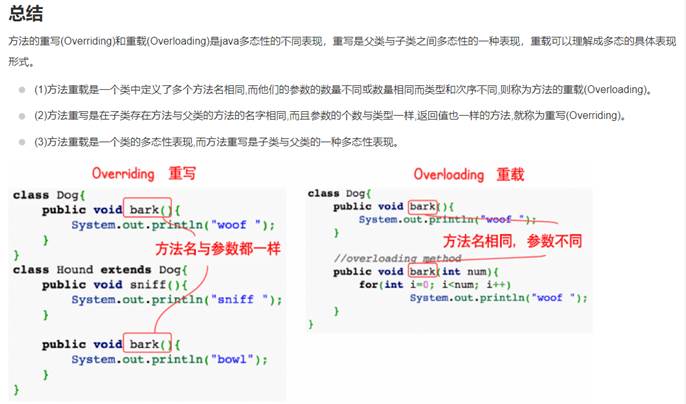 总结
方法的重写(Overriding)和重载(Overloading)是java多态性的不同表现，重写是父类与子类之间多态性的一种表现，重载可以理解成多态的具体表现
形式。
(1)方法重载是一个类中定义了多个方法名相同,而他们的参数的数量不同或数量相同而类型和次序不同,则称为方法的重载(Overloading)。
(2)方法重写是在子类存在方法与父类的方法的名字相同,而且参数的个数与类型一样,返回值也一样的方法,就称为重写(Overriding)。
(3)方法重载是一个类的多态性表现,而方法重写是子类与父类的一种多态性表现。
Overriding 重写
class Dog{
public void bark(){
System.out.println("woof ");
}
}
方法名与参数都一样
class Hound extends Dog{
public void sniff(){
System.out.println("sniff ");
}
public void bark(){
System.out.println("bowl");
}
}
Overloading 重载
class Dog{
public void bark(){
System.out.println("woof ");
}
方法名相同，参数不同
//overloading method
public void bark(int num){
for(int i=0; i<num; i++)
System.out.println("woof ");
}
}